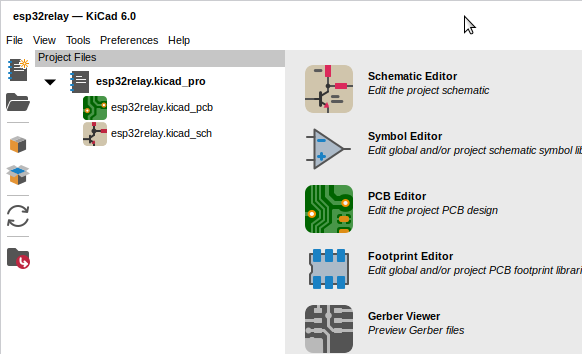 esp32relay — KiCad 6.0
File View Tools Preferences Help
Project Files
esp32relay.kicad_pro
esp32relay.kicad_pcb
esp32relay.kicad_sch
Schematic Editor
Edit the project schematic
Symbol Editor
Edit global and/or project schematic symbol lib
PCB Editor
Edit the project PCB design
Footprint Editor
Edit global and/or project PCB footprint librari
Gerber Viewer
Preview Gerber files